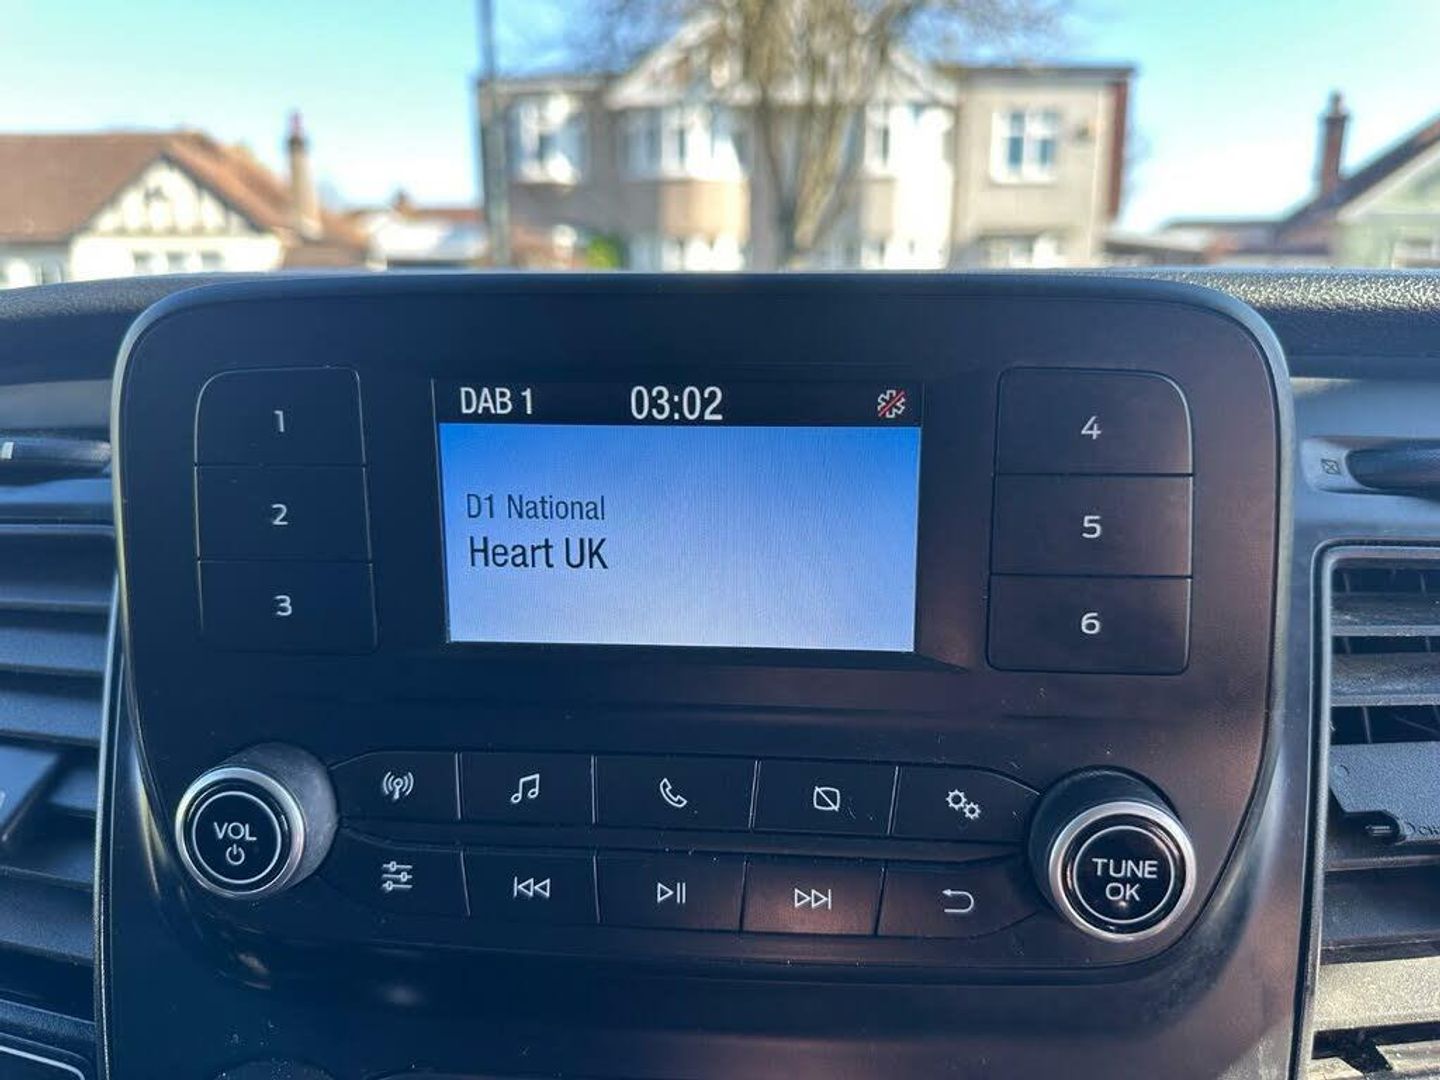 DAB 1 03:02
D1 National
Heart UK
1
2
3
4
5
6
VOL
TUNE
OK